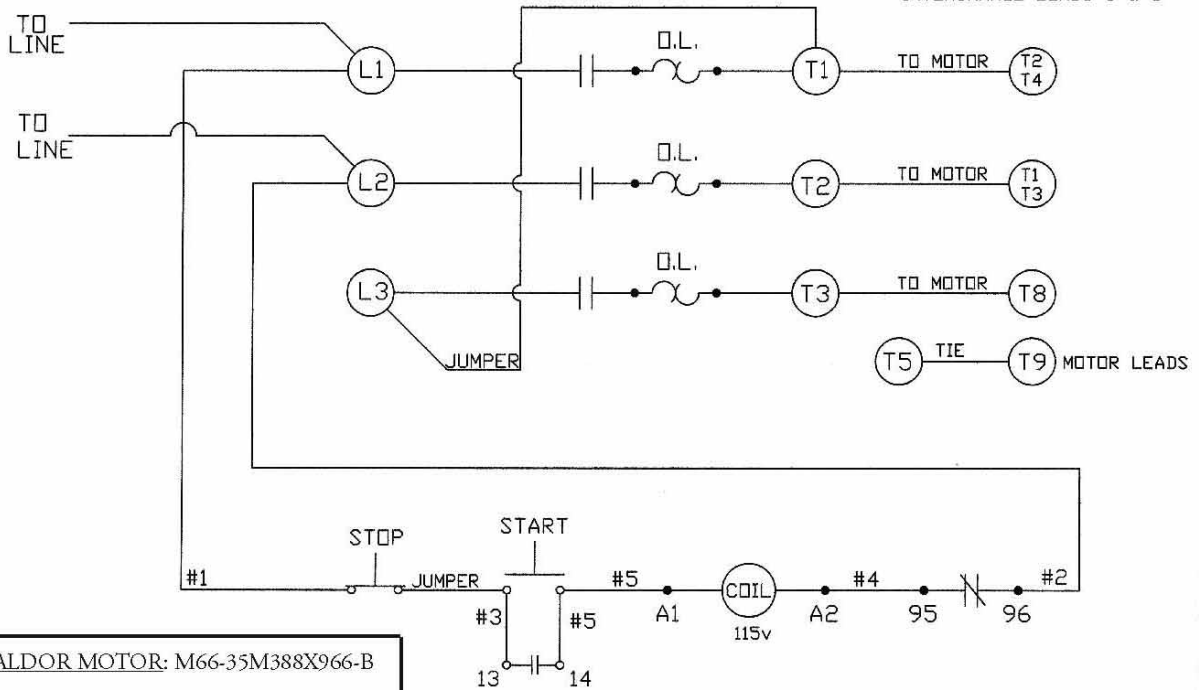 TO
LINE
L1
O.L.
T1
TO MOTOR
T2
T4
TO
LINE
L2
O.L.
T2
TO MOTOR
T1
T3
L3
O.L.
T3
TO MOTOR
T8
JUMPER
T5
TIE
T9
MOTOR LEADS
START
STOP
#1
JUMPER
#5
COIL
#4
#2
A1
A2
95
96
#3
#5
115v
13
14
ALDOR MOTOR: M66-35M388X966-B